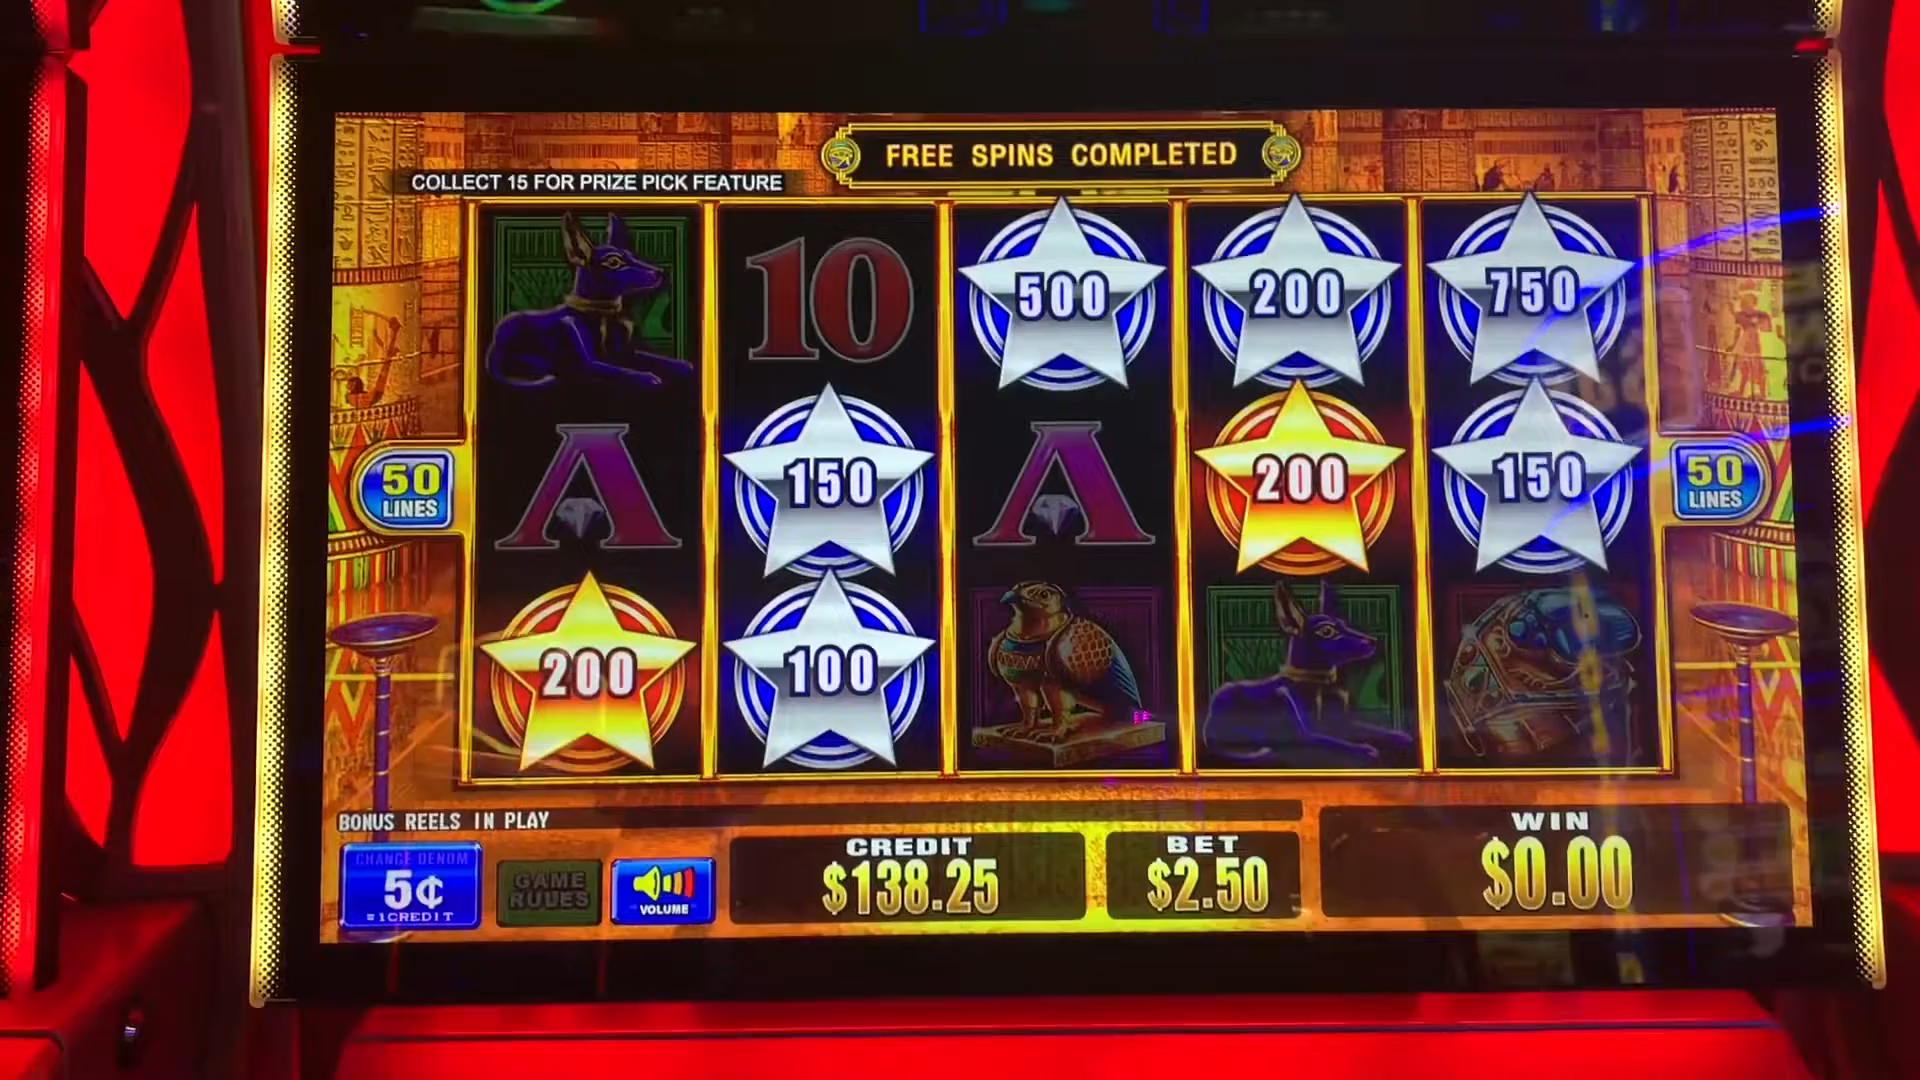 FREE SPINS COMPLETED
COLLECT 15 FOR PRIZE PICK FEATURE
10
500
200
750
50
LINES
A
150
A
200
150
50
LINES
200
100
BONUS REELS IN PLAY
CHANGE DENOM
5¢
=1CREDIT
GAME
RULES
VOLUME
CREDIT
$138.25
BET
$2.50
WIN
$0.00